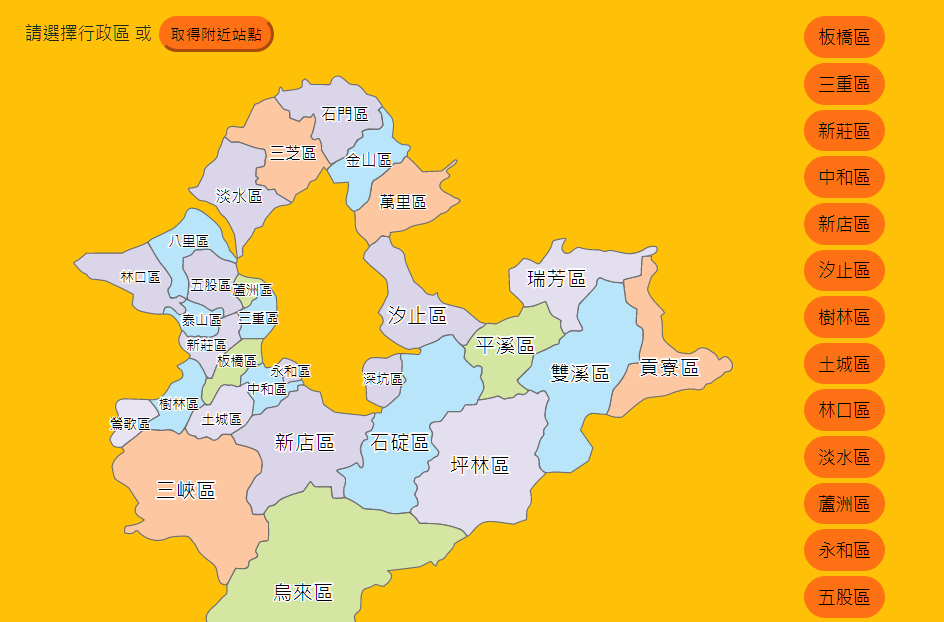 請選擇行政區 或 取得附近站點
石門區
三芝區
金山區
淡水區
萬里區
八里區
林口區
五股區
蘆洲區
瑞芳區
泰山區
三重區
汐止區
新莊區
平溪區
板橋區
永和區
深坑區
雙溪區
貢寮區
中和區
樹林區
土城區
鶯歌區
新店區
石碇區
坪林區
三峽區
烏來區
板橋區
三重區
新莊區
中和區
新店區
汐止區
樹林區
土城區
林口區
淡水區
蘆洲區
永和區
五股區